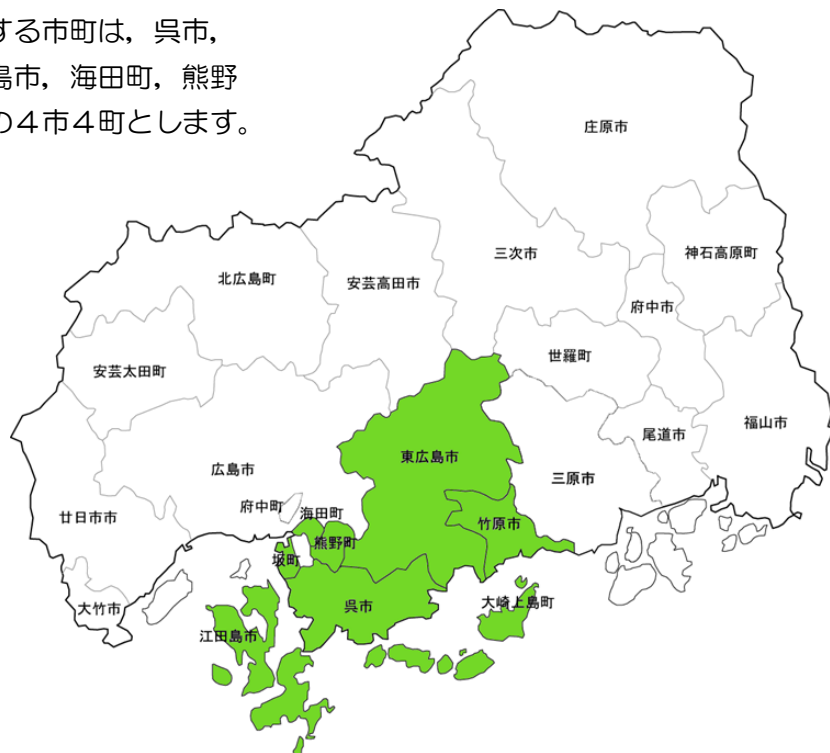 する市町は，呉市，
島市，海田町，熊野
の４市４町とします。
庄原市
三次市
神石高原町
北広島町
安芸高田市
府中市
世羅町
安芸太田町
福山市
尾道市
東広島市
広島市
三原市
府中町
海田町
廿日市市
竹原市
熊野町
坂町
大崎上島町
呉市
大竹市
江田島市